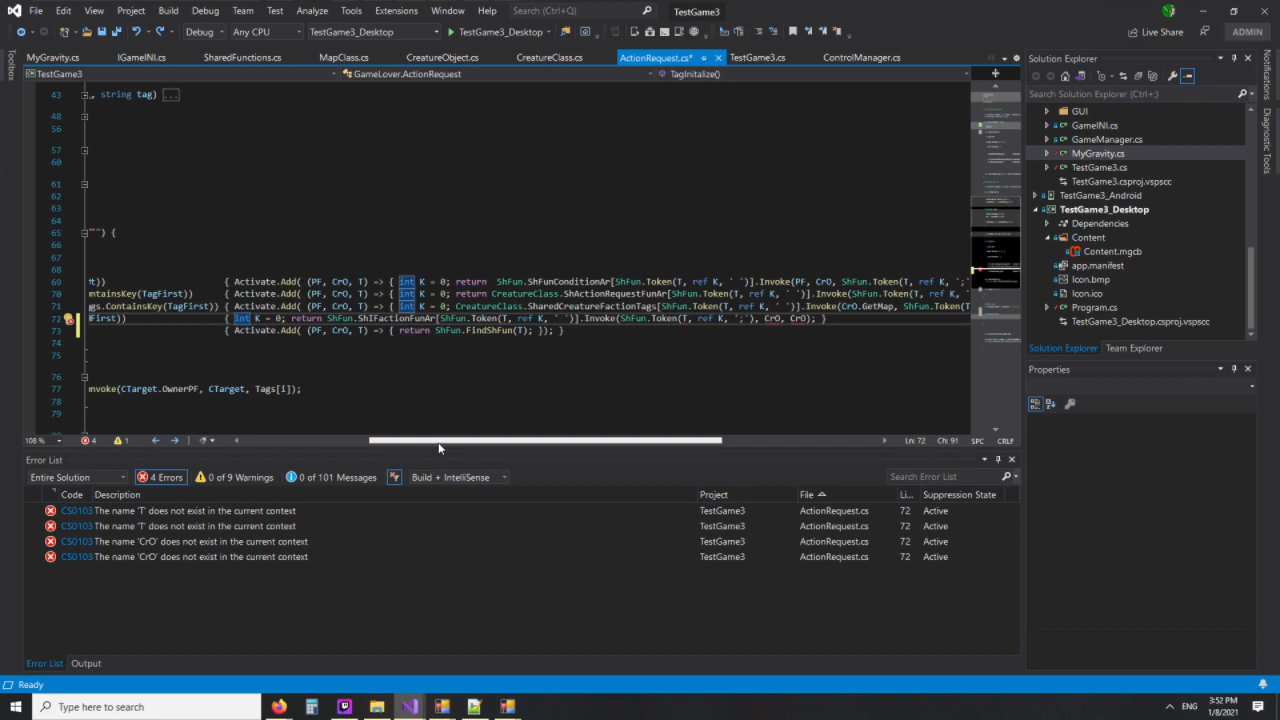 File Edit View Git Project Build Debug Team Test Analyze Tools Extensions Window Help Search (Ctrl+Q) TestGame3
Debug Any CPU TestGame3_Desktop TestGame3_Desktop Live Share ADMIN
MyGravity.cs IGameINI.cs SharedFunctions.cs MapClass.cs CreatureObject.cs CreatureClass.cs ActionRequest.cs* TestGame3.cs ControlManager.cs
Toolbox
TestGame3 GameLover.ActionRequest TagInitalize()
43 , string tag) ...
48
56
57
60
61
62
63
64
65 "") {
66
67
68
69 t)) { Activate.Add( (PF, CrO, T) => { int K = 0; return ShFun.ShFunConditionAr[ShFun.Token(T, ref K, ' ')].Invoke(PF, CrO, ShFun.Token(T, ref K, ';
70 mtainsKey(TagFirst)) { Activate.Add( (PF, CrO, T) => { int K = 0; return CreatureClass.ShActionRequestFunAr[ShFun.Token(T, ref K, ' ')].Invoke(ShFun.Token(T, ref K,
71 gs.ContainsKey(TagFirst)) { Activate.Add( (PF, CrO, T) => { int K = 0; CreatureClass.SharedCreatureFactionTags[ShFun.Token(T, ref K, ' ')].Invoke(CrO.GetMap, ShFun.Token(T
72 First)) { int K = 0; return ShFun.ShIFactionFunAr[ShFun.Token(T, ref K, ' ')].Invoke(ShFun.Token(T, ref K, ';'), CrO, CrO); }
73 { Activate.Add( (PF, CrO, T) => { return ShFun.FindShFun(T); }); }
74
75
76
77 mvoke(CTarget.OwnerPF, CTarget, Tags[i]);
78
79
108 % 4 1 Ln: 72 Ch: 91 SPC CRLF
Error List
Entire Solution 4 Errors 0 of 9 Warnings 0 of 101 Messages Build + IntelliSense Search Error List
Code Description Project File Li... Suppression State
CS0103 The name 'T' does not exist in the current context TestGame3 ActionRequest.cs 72 Active
CS0103 The name 'T' does not exist in the current context TestGame3 ActionRequest.cs 72 Active
CS0103 The name 'CrO' does not exist in the current context TestGame3 ActionRequest.cs 72 Active
CS0103 The name 'CrO' does not exist in the current context TestGame3 ActionRequest.cs 72 Active
Error List Output
Solution Explorer
Search Solution Explorer (Ctrl+;)
GUI
GameINI.cs
GameManager.cs
MyGravity.cs
TestGame3.cs
TestGame3.csproj.vspscc
TestGame3_Android
TestGame3_Desktop
Dependencies
Content
Content.mgcb
app.manifest
Icon.bmp
Icon.ico
Program.cs
TestGame3_Desktop.csproj.vspscc
Solution Explorer Team Explorer
Properties
Notifications
Diagnostic Tools
Ready
Type here to search
ENG
3:52 PM
1/8/2021